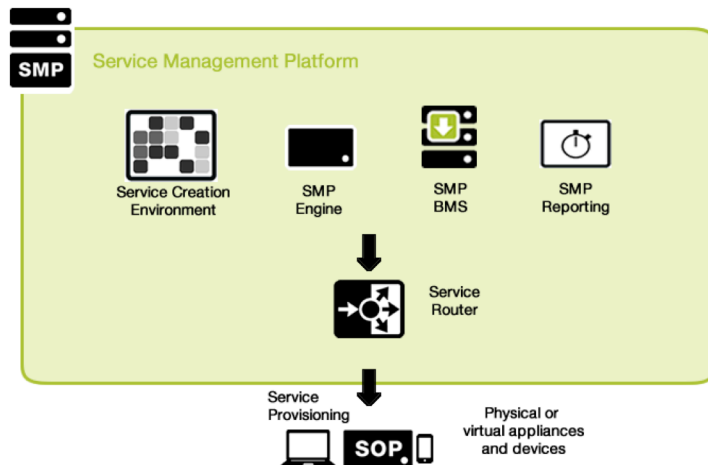 SMP
Service Management Platform
Service Creation
Environment
SMP
Engine
SMP
BMS
SMP
Reporting
Service
Router
Service
Provisioning
SOP
Physical or
virtual appliances
and devices